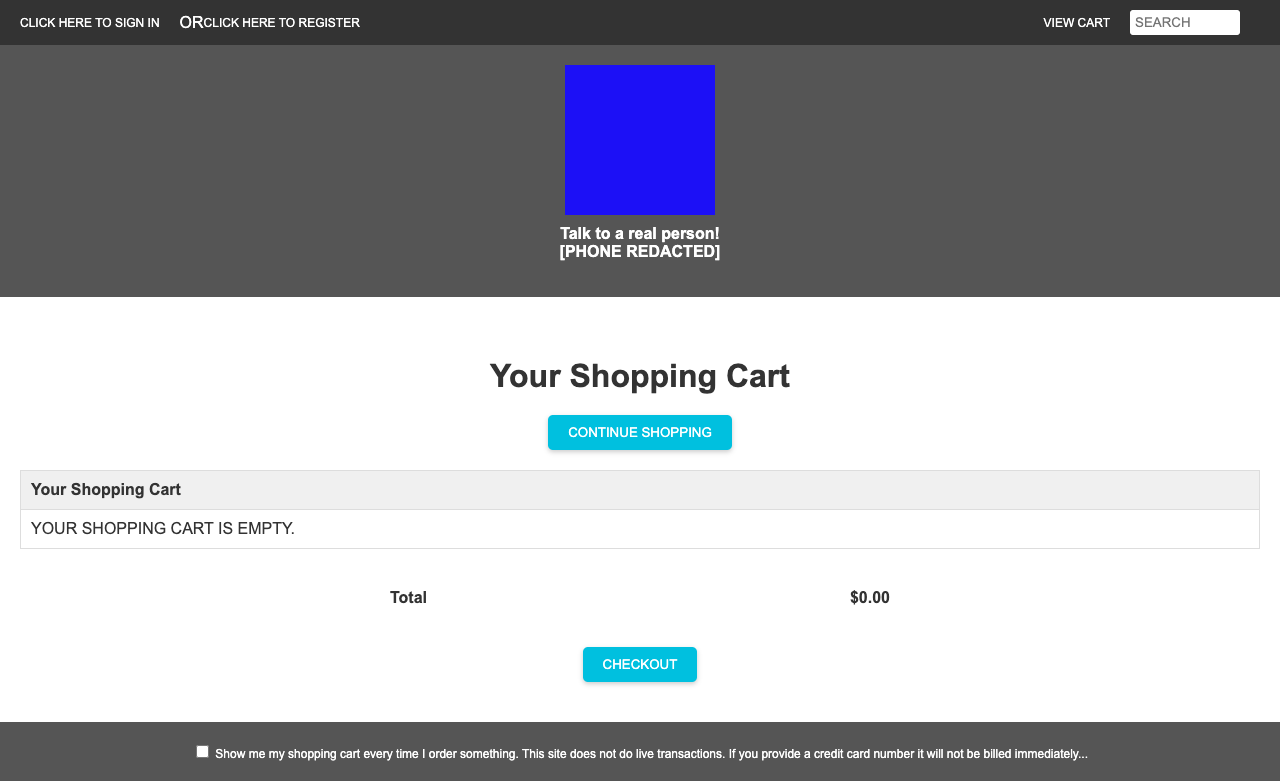 CLICK HERE TO SIGN IN ORCLICK HERE TO REGISTER VIEW CART SEARCH
Talk to a real person!
[PHONE REDACTED]
Your Shopping Cart
CONTINUE SHOPPING
Your Shopping Cart
YOUR SHOPPING CART IS EMPTY.
Total $0.00
CHECKOUT
Show me my shopping cart every time I order something. This site does not do live transactions. If you provide a credit card number it will not be billed immediately...